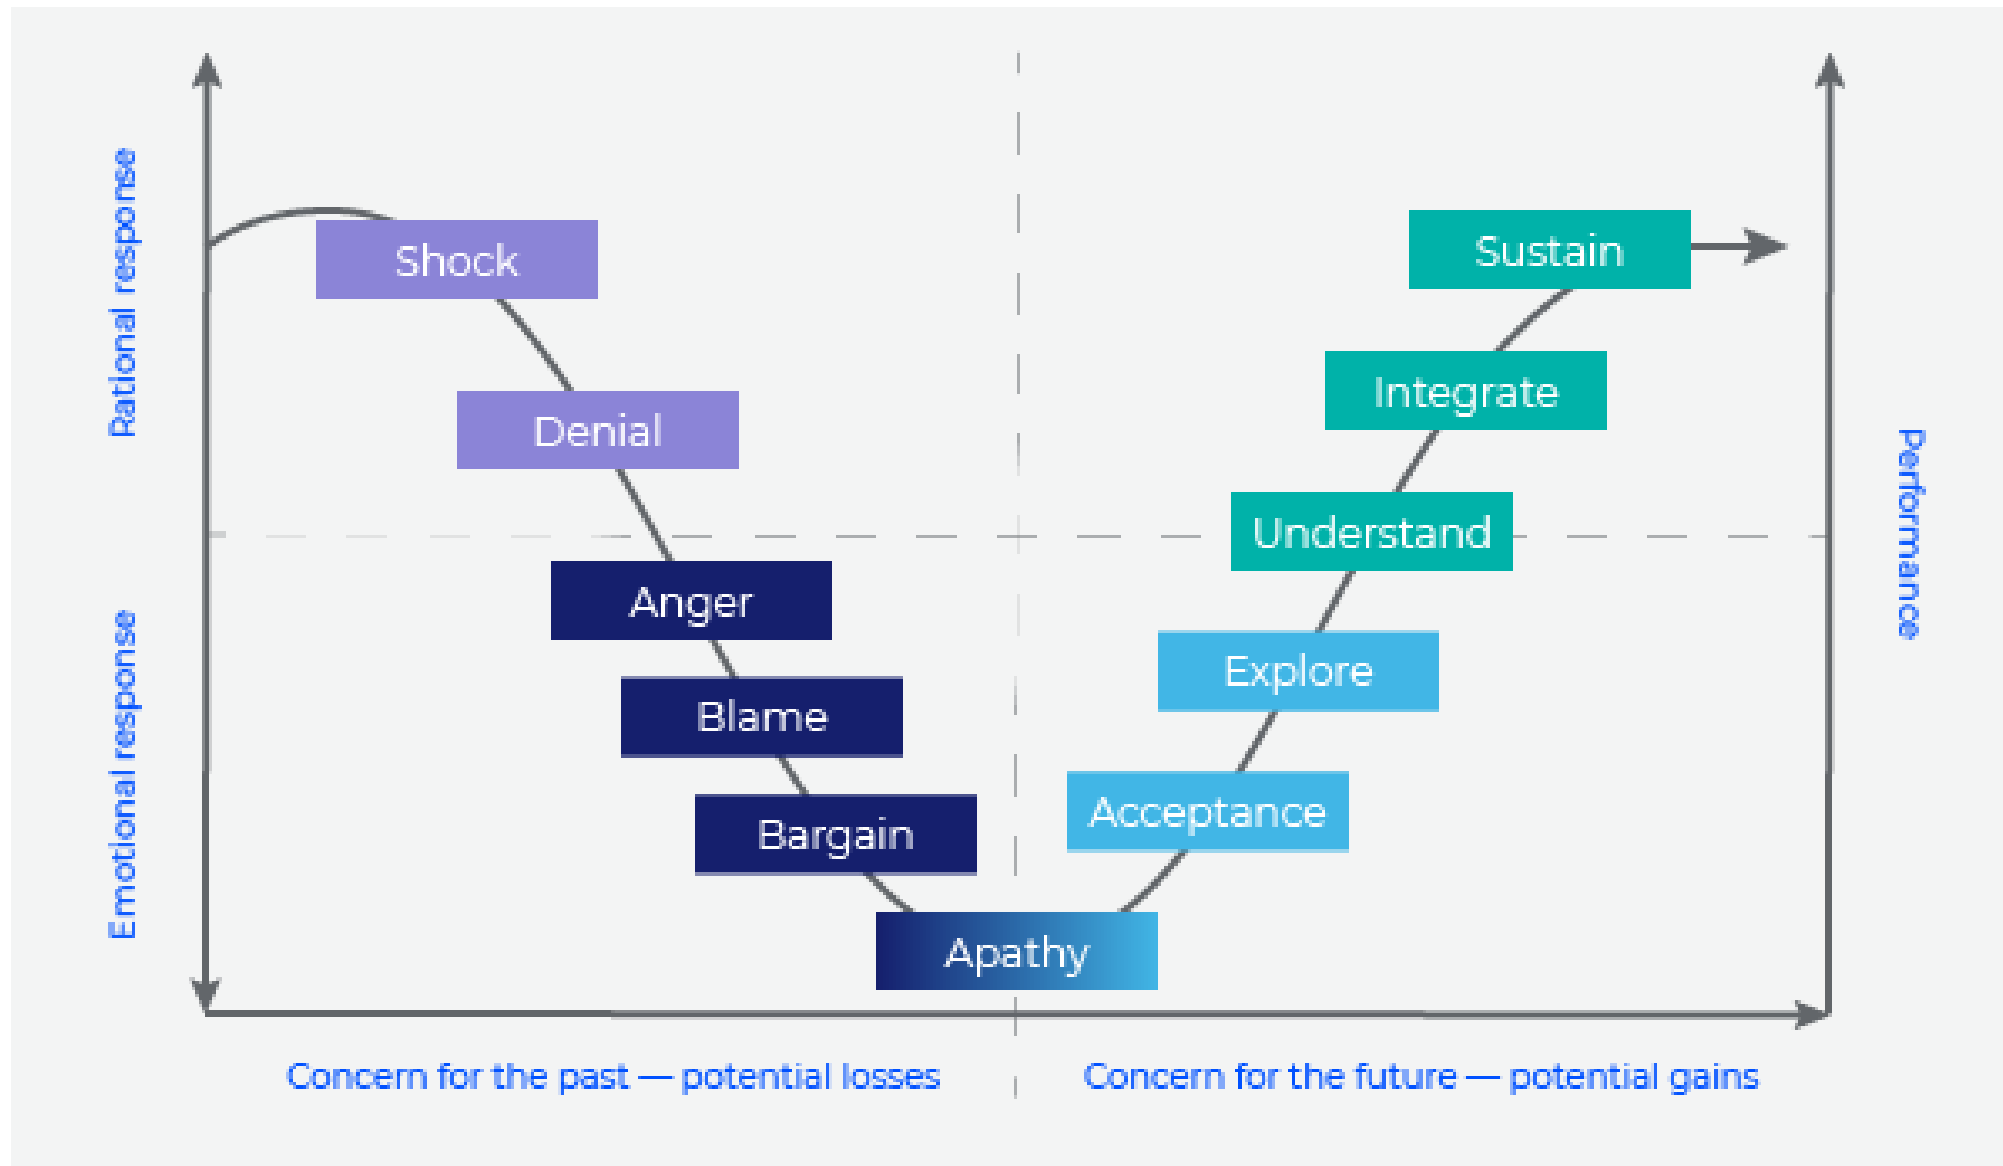 Rational response
Emotional response
Shock
Denial
Anger
Blame
Bargain
Apathy
Acceptance
Explore
Understand
Integrate
Sustain
Performance
Concern for the past — potential losses
Concern for the future — potential gains